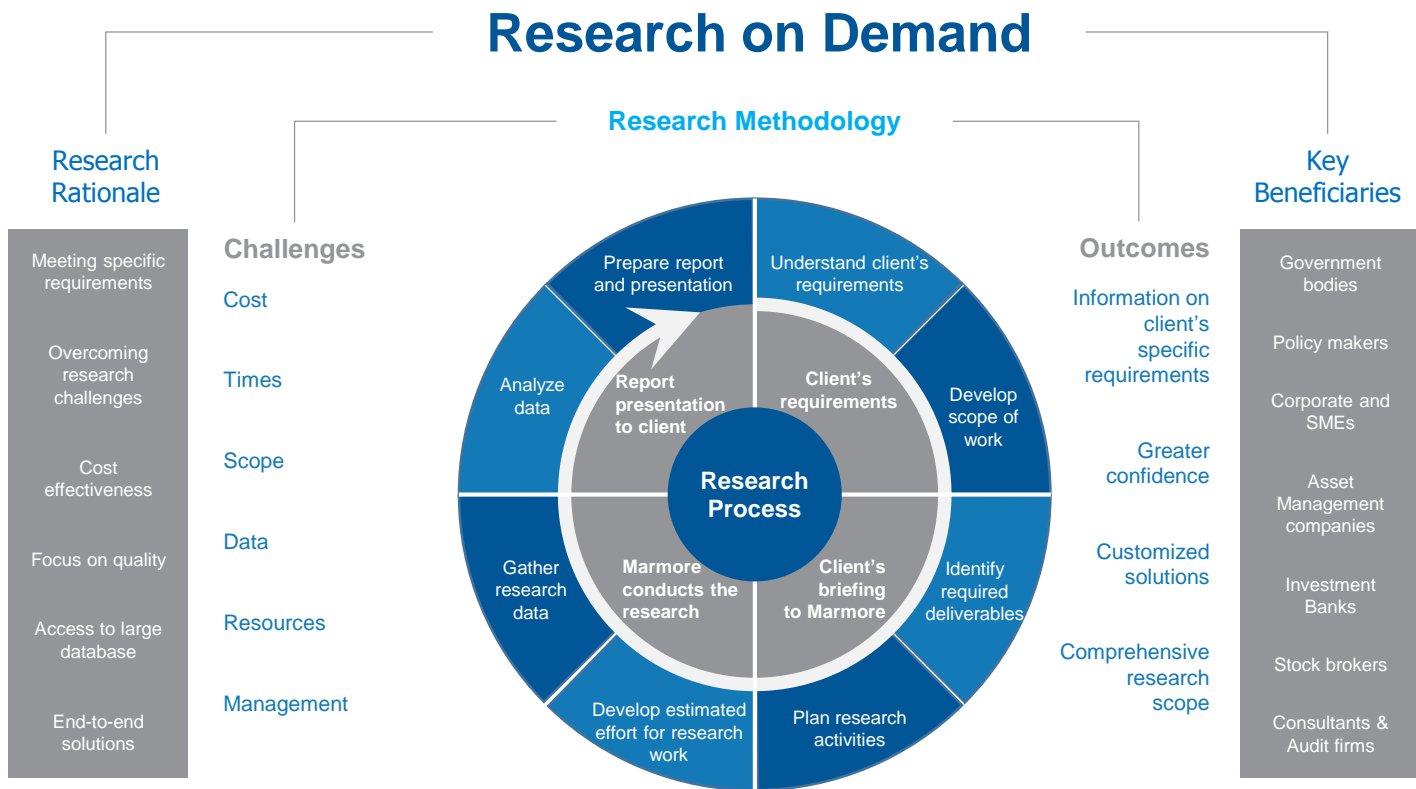 Research on Demand
Research Methodology
Research
Rationale
Meeting specific
requirements
Overcoming
research
challenges
Cost
effectiveness
Focus on quality
Access to large
database
End-to-end
solutions
Challenges
Cost
Times
Scope
Data
Resources
Management
Prepare report
and presentation
Understand client's
requirements
Develop
scope of
work
Identify
required
deliverables
Plan research
activities
Develop estimated
effort for research
work
Gather
research
data
Analyze
data
Report
presentation
to client
Client's
requirements
Client's
briefing
to Marmore
Marmore
conducts the
research
Research
Process
Outcomes
Information on
client's
specific
requirements
Greater
confidence
Customized
solutions
Comprehensive
research
scope
Key
Beneficiaries
Government
bodies
Policy makers
Corporate and
SMEs
Asset
Management
companies
Investment
Banks
Stock brokers
Consultants &
Audit firms